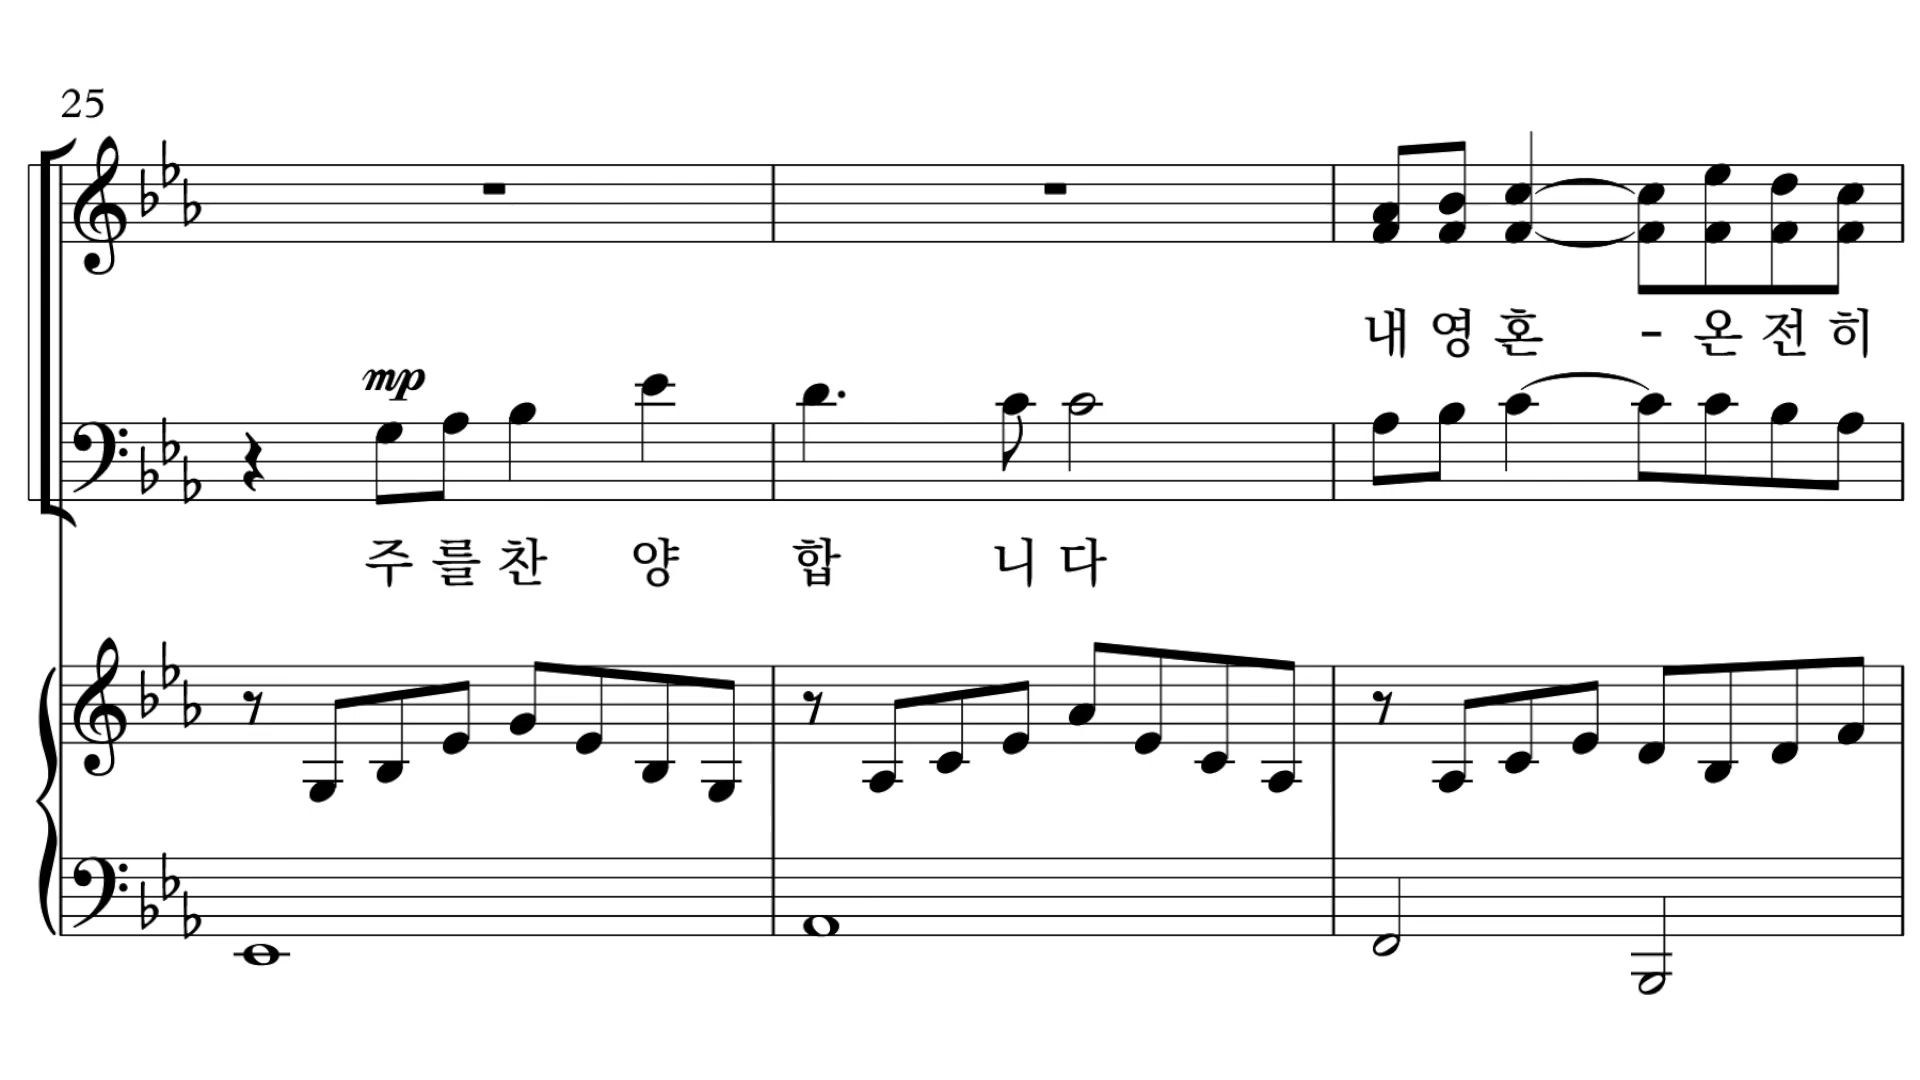 25
내 영 혼 - 온 전 히
mp
주 를 찬 양 합 니 다